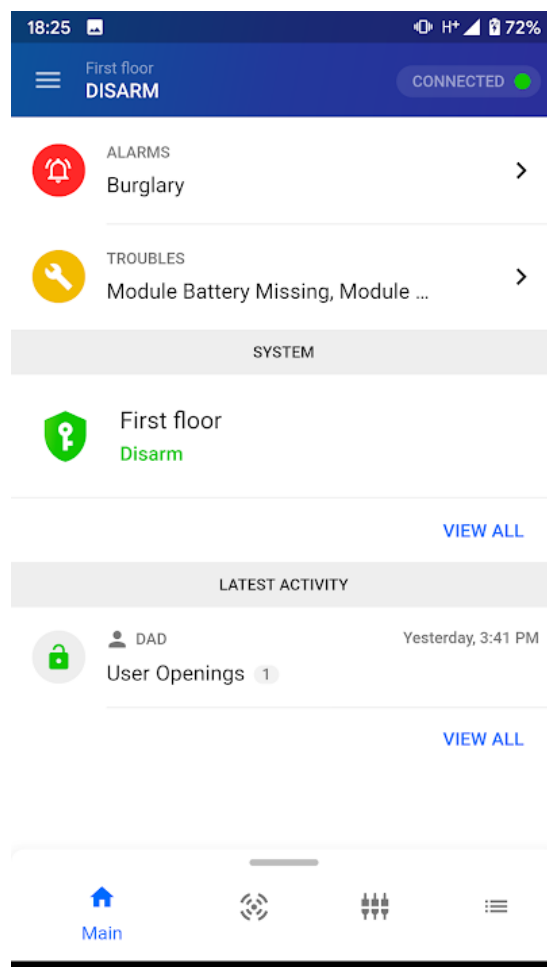 18:25
H+ 72%
First floor
DISARM
CONNECTED
ALARMS
Burglary
TROUBLES
Module Battery Missing, Module ...
SYSTEM
First floor
Disarm
VIEW ALL
LATEST ACTIVITY
DAD
Yesterday, 3:41 PM
User Openings 1
VIEW ALL
Main